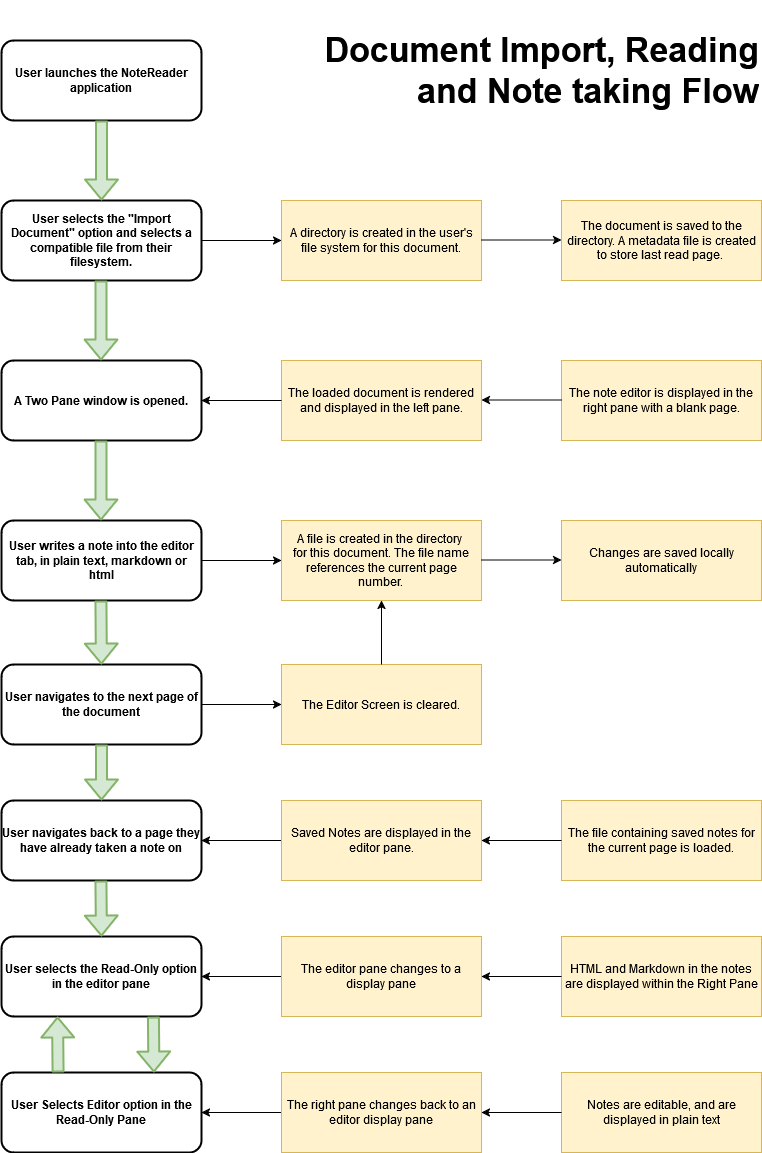 Document Import, Reading
and Note taking Flow
User launches the NoteReader
application
User selects the "Import
Document" option and selects a
compatible file from their
filesystem.
A directory is created in the user's
file system for this document.
The document is saved to the
directory. A metadata file is created
to store last read page.
A Two Pane window is opened.
The loaded document is rendered
and displayed in the left pane.
The note editor is displayed in the
right pane with a blank page.
User writes a note into the editor
tab, in plain text, markdown or
html
A file is created in the directory
for this document. The file name
references the current page
number.
Changes are saved locally
automatically
User navigates to the next page of
the document
The Editor Screen is cleared.
User navigates back to a page they
have already taken a note on
Saved Notes are displayed in the
editor pane.
The file containing saved notes for
the current page is loaded.
User selects the Read-Only option
in the editor pane
The editor pane changes to a
display pane
HTML and Markdown in the notes
are displayed within the Right Pane
User Selects Editor option in the
Read-Only Pane
The right pane changes back to an
editor display pane
Notes are editable, and are
displayed in plain text